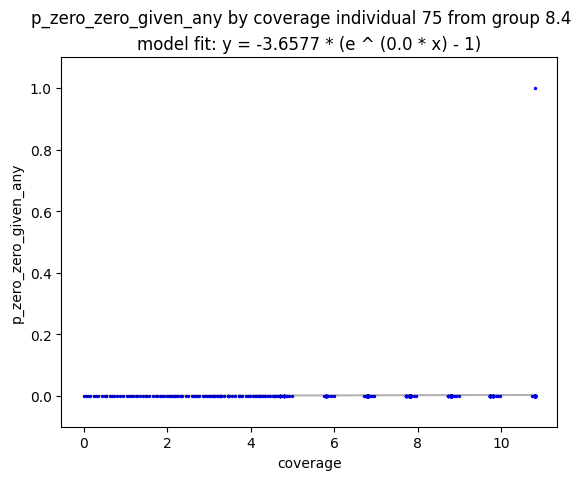 p_zero_zero_given_any by coverage individual 75 from group 8.4
model fit: y = -3.6577 * (e ^ (0.0 * x) - 1)
p_zero_zero_given_any
1.0
0.8
0.6
0.4
0.2
0.0
0 2 4 6 8 10
coverage